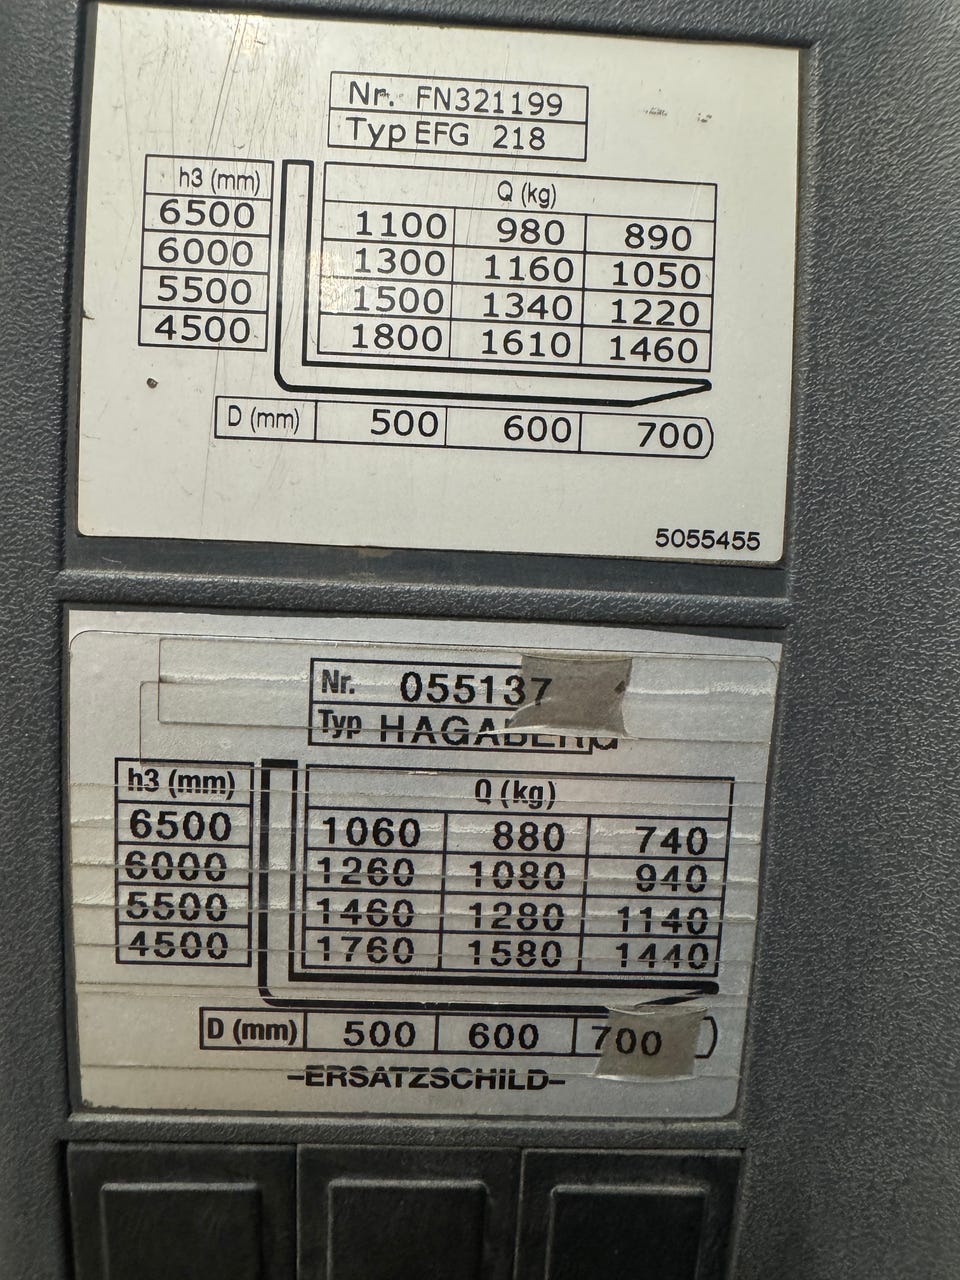 Nr. FN321199
Typ EFG 218
h3 (mm) Q (kg)
6500 1100 980 890
6000 1300 1160 1050
5500 1500 1340 1220
4500 1800 1610 1460
D (mm) 500 600 700
5055455
Nr. 055137
Typ HAGABERG
h3 (mm) Q (kg)
6500 1060 880 740
6000 1260 1080 940
5500 1460 1280 1140
4500 1760 1580 1440
D (mm) 500 600 700
-ERSATZSCHILD-